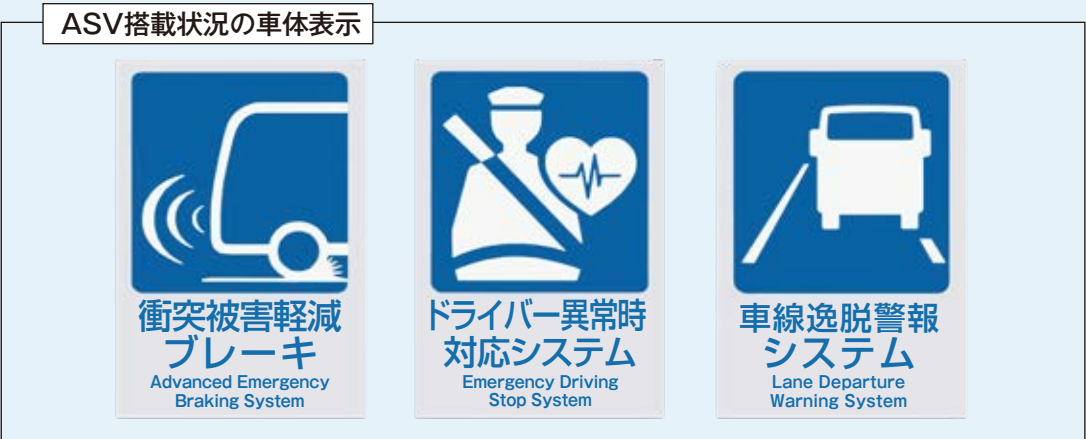 ASV搭載状況の車体表示
衝突被害軽減
ブレーキ
Advanced Emergency
Braking System
ドライバー異常時
対応システム
Emergency Driving
Stop System
車線逸脱警報
システム
Lane Departure
Warning System